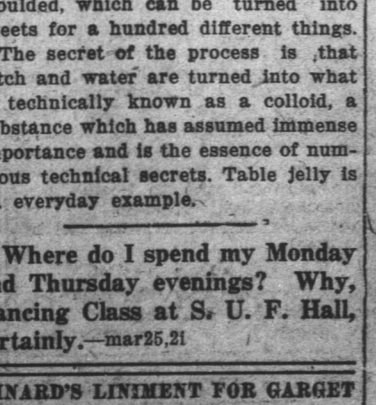 oulded, which can be turned into
eets for a hundred different things.
The secret of the process is that
tch and water are turned into what
technically known as a colloid, a
bstance which has assumed immense
portance and is the essence of num-
ous technical secrets. Table jelly is
everyday example.
Where do I spend my Monday
nd Thursday evenings? Why,
ancing Class at S. U. F. Hall,
rtainly.—mar25,2i
INARD'S LINIMENT FOR GARGET